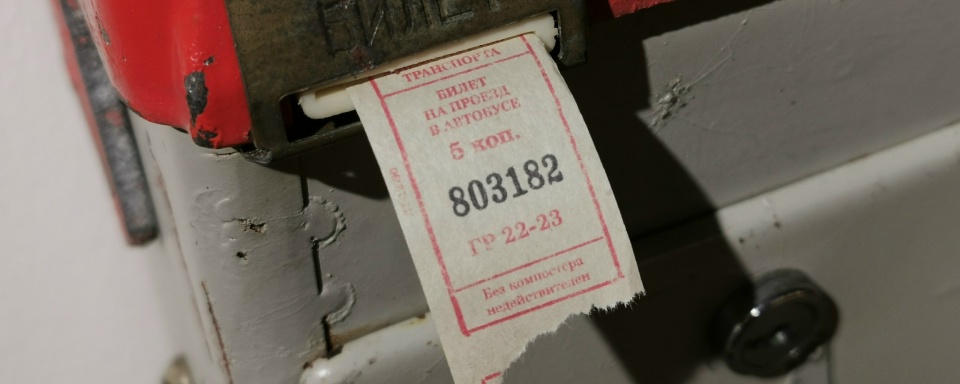 БИЛЕТ
ТРАНСПОРТА
БИЛЕТ
НА ПРОЕЗД
В АВТОБУСЕ
5 коп.
803182
ГР 22-23
Без компостера
недействителен